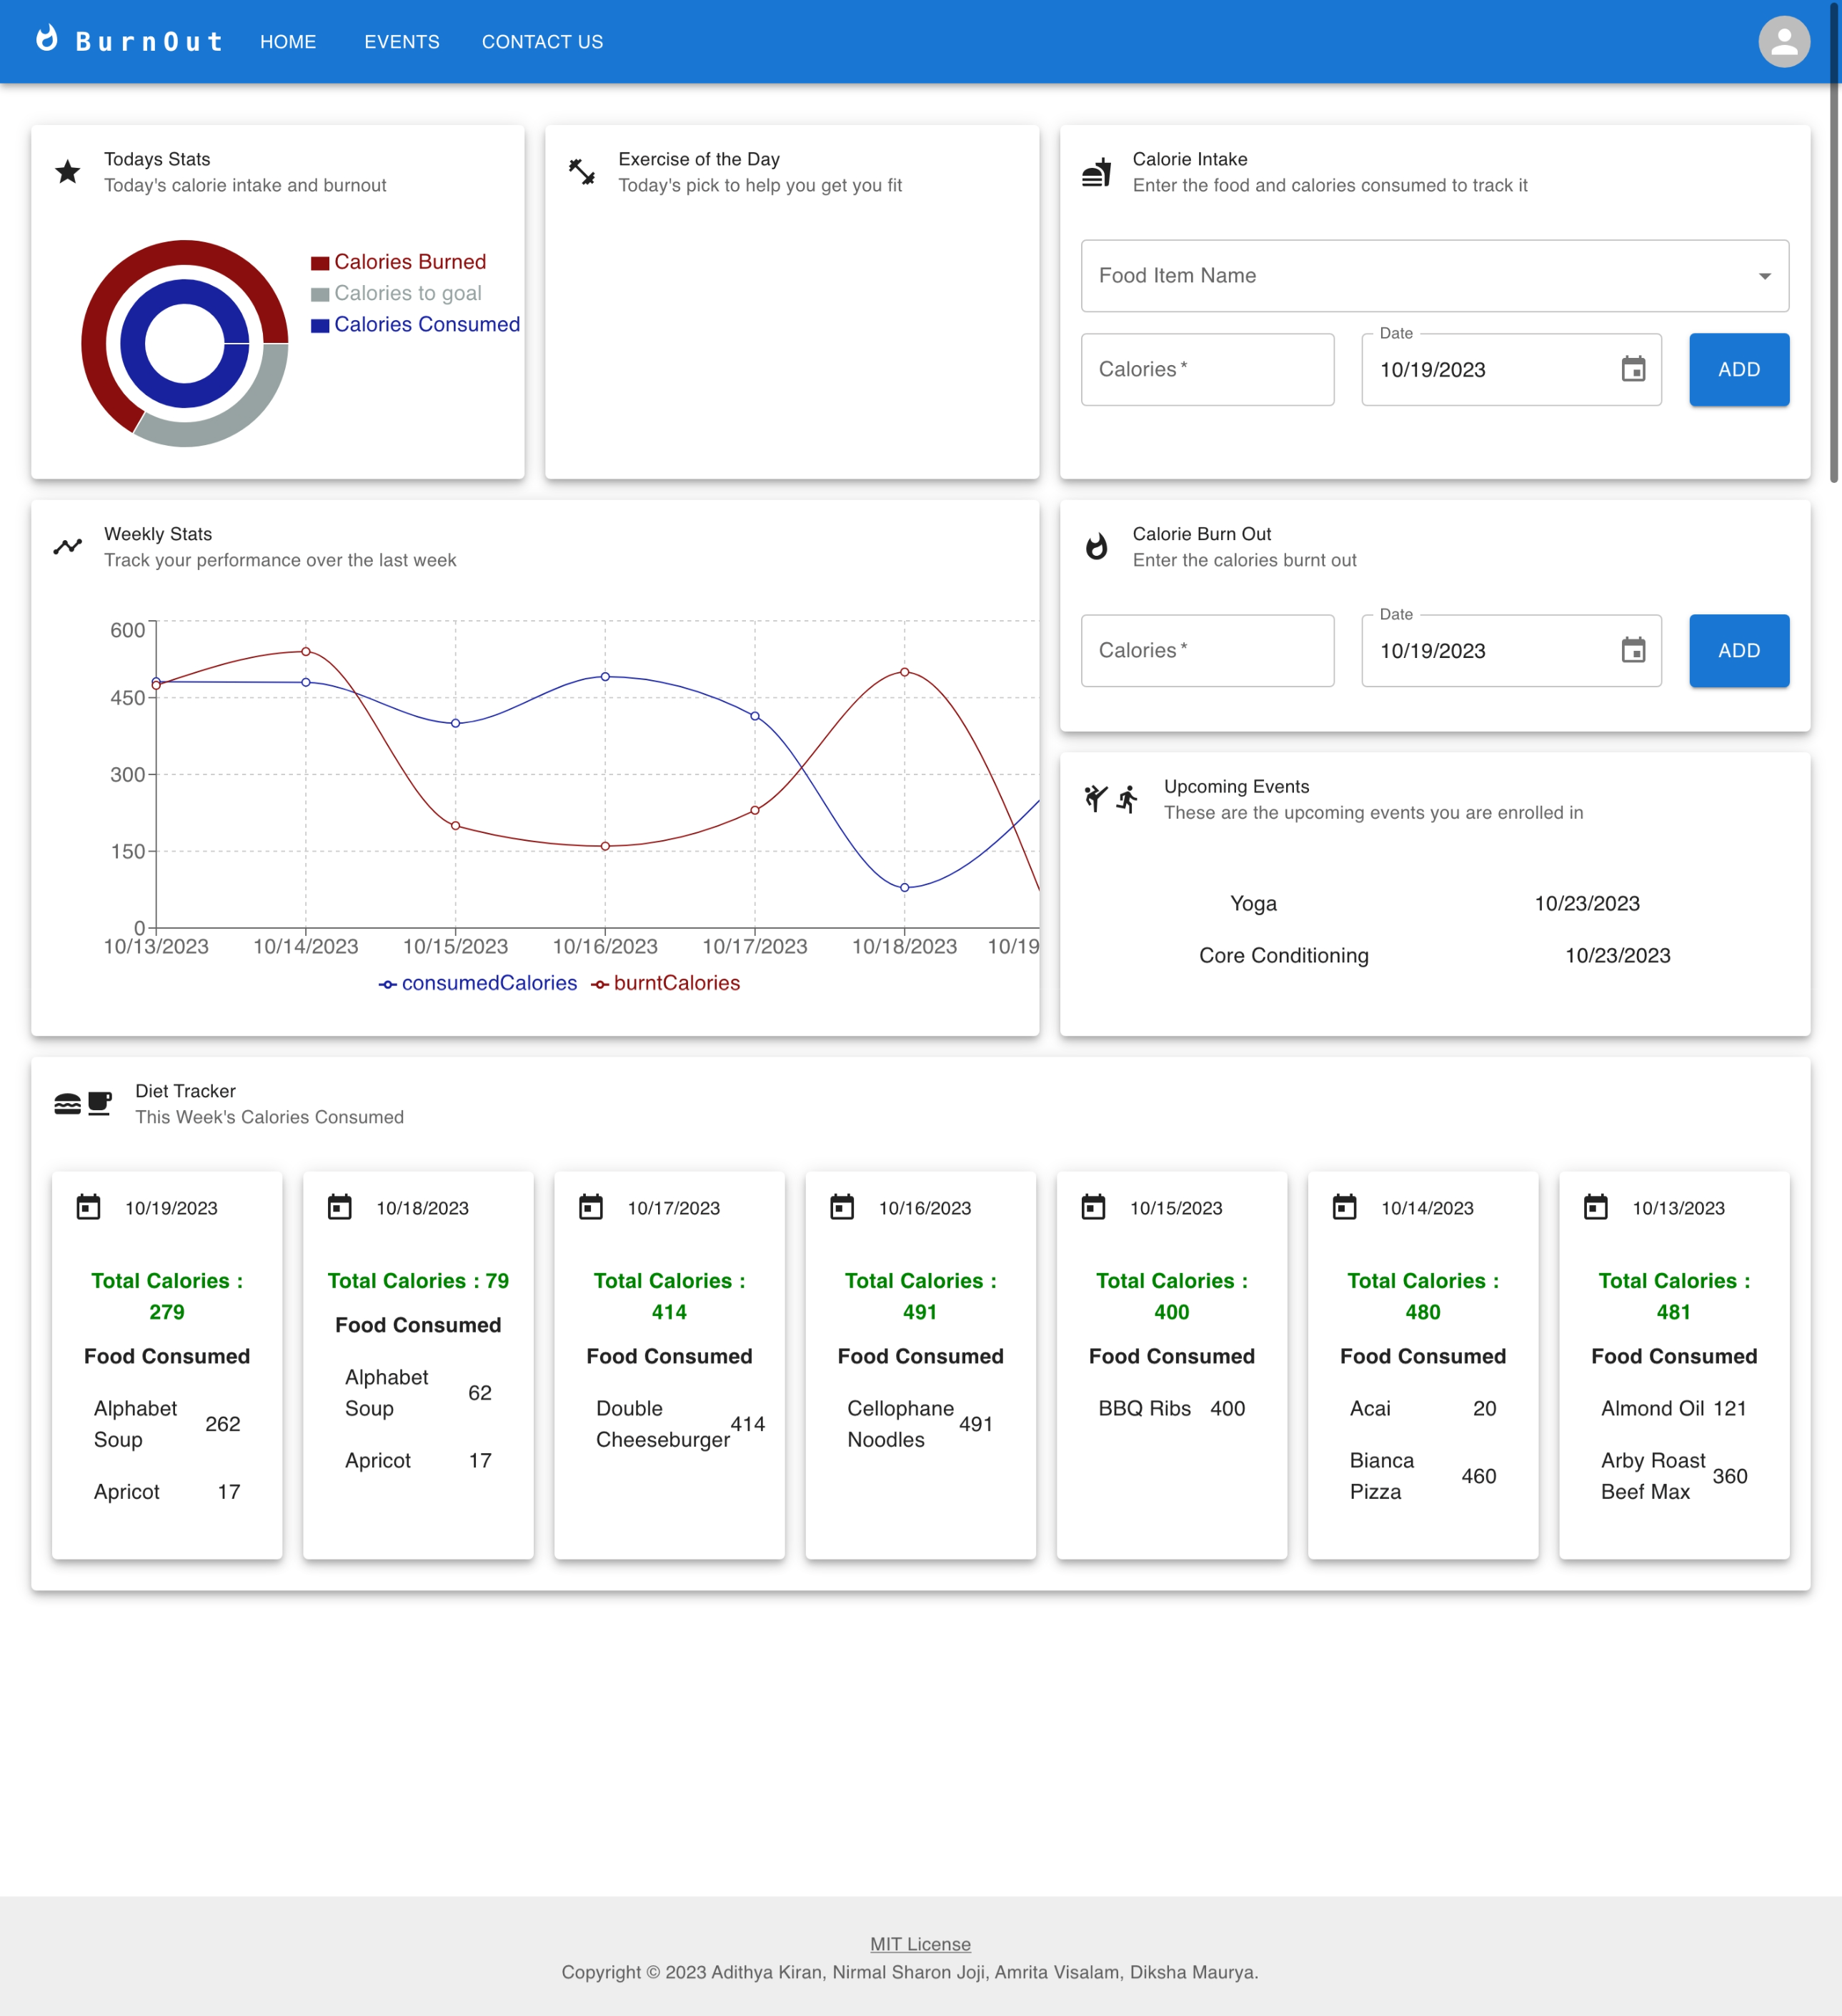 BurnOut HOME EVENTS CONTACT US
Todays Stats
Today's calorie intake and burnout
Calories Burned
Calories to goal
Calories Consumed
Exercise of the Day
Today's pick to help you get you fit
Calorie Intake
Enter the food and calories consumed to track it
Food Item Name
Calories *
Date
10/19/2023
ADD
Weekly Stats
Track your performance over the last week
600
450
300
150
0
10/13/2023 10/14/2023 10/15/2023 10/16/2023 10/17/2023 10/18/2023 10/19
consumedCalories burntCalories
Calorie Burn Out
Enter the calories burnt out
Calories *
Date
10/19/2023
ADD
Upcoming Events
These are the upcoming events you are enrolled in
Yoga 10/23/2023
Core Conditioning 10/23/2023
Diet Tracker
This Week's Calories Consumed
10/19/2023
Total Calories :
279
Food Consumed
Alphabet
Soup 262
Apricot 17
10/18/2023
Total Calories : 79
Food Consumed
Alphabet
Soup 62
Apricot 17
10/17/2023
Total Calories :
414
Food Consumed
Double
Cheeseburger 414
10/16/2023
Total Calories :
491
Food Consumed
Cellophane
Noodles 491
10/15/2023
Total Calories :
400
Food Consumed
BBQ Ribs 400
10/14/2023
Total Calories :
480
Food Consumed
Acai 20
Bianca
Pizza 460
10/13/2023
Total Calories :
481
Food Consumed
Almond Oil 121
Arby Roast
Beef Max 360
MIT License
Copyright © 2023 Adithya Kiran, Nirmal Sharon Joji, Amrita Visalam, Diksha Maurya.